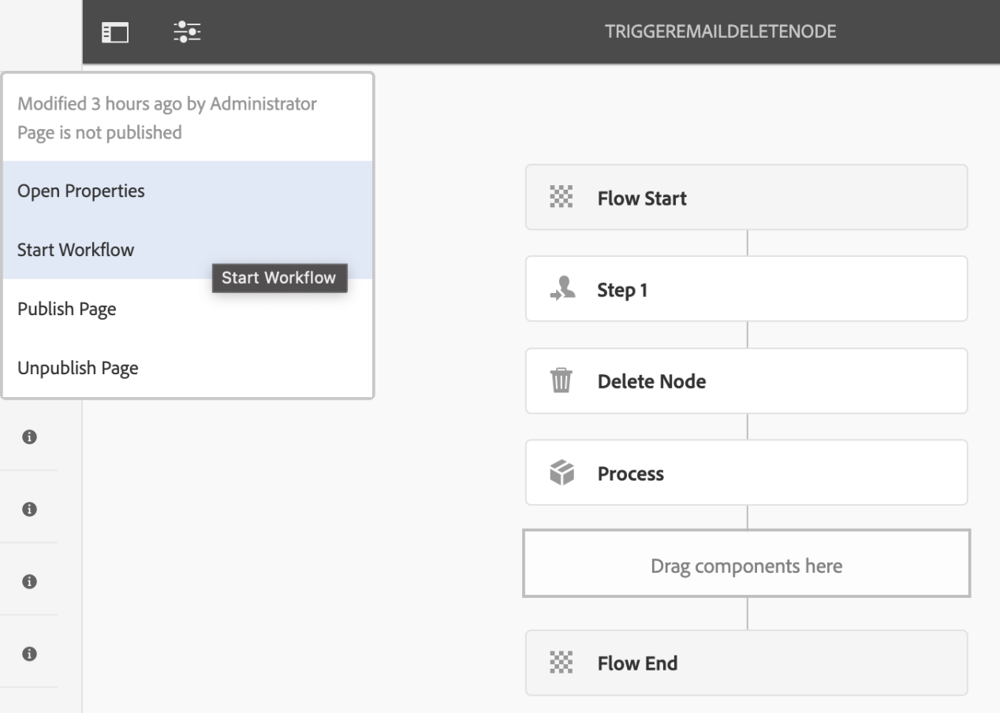 TRIGGEREMAILDELETENODE
Modified 3 hours ago by Administrator
Page is not published
Open Properties
Start Workflow
Start Workflow
Publish Page
Unpublish Page
Flow Start
Step 1
Delete Node
Process
Drag components here
Flow End